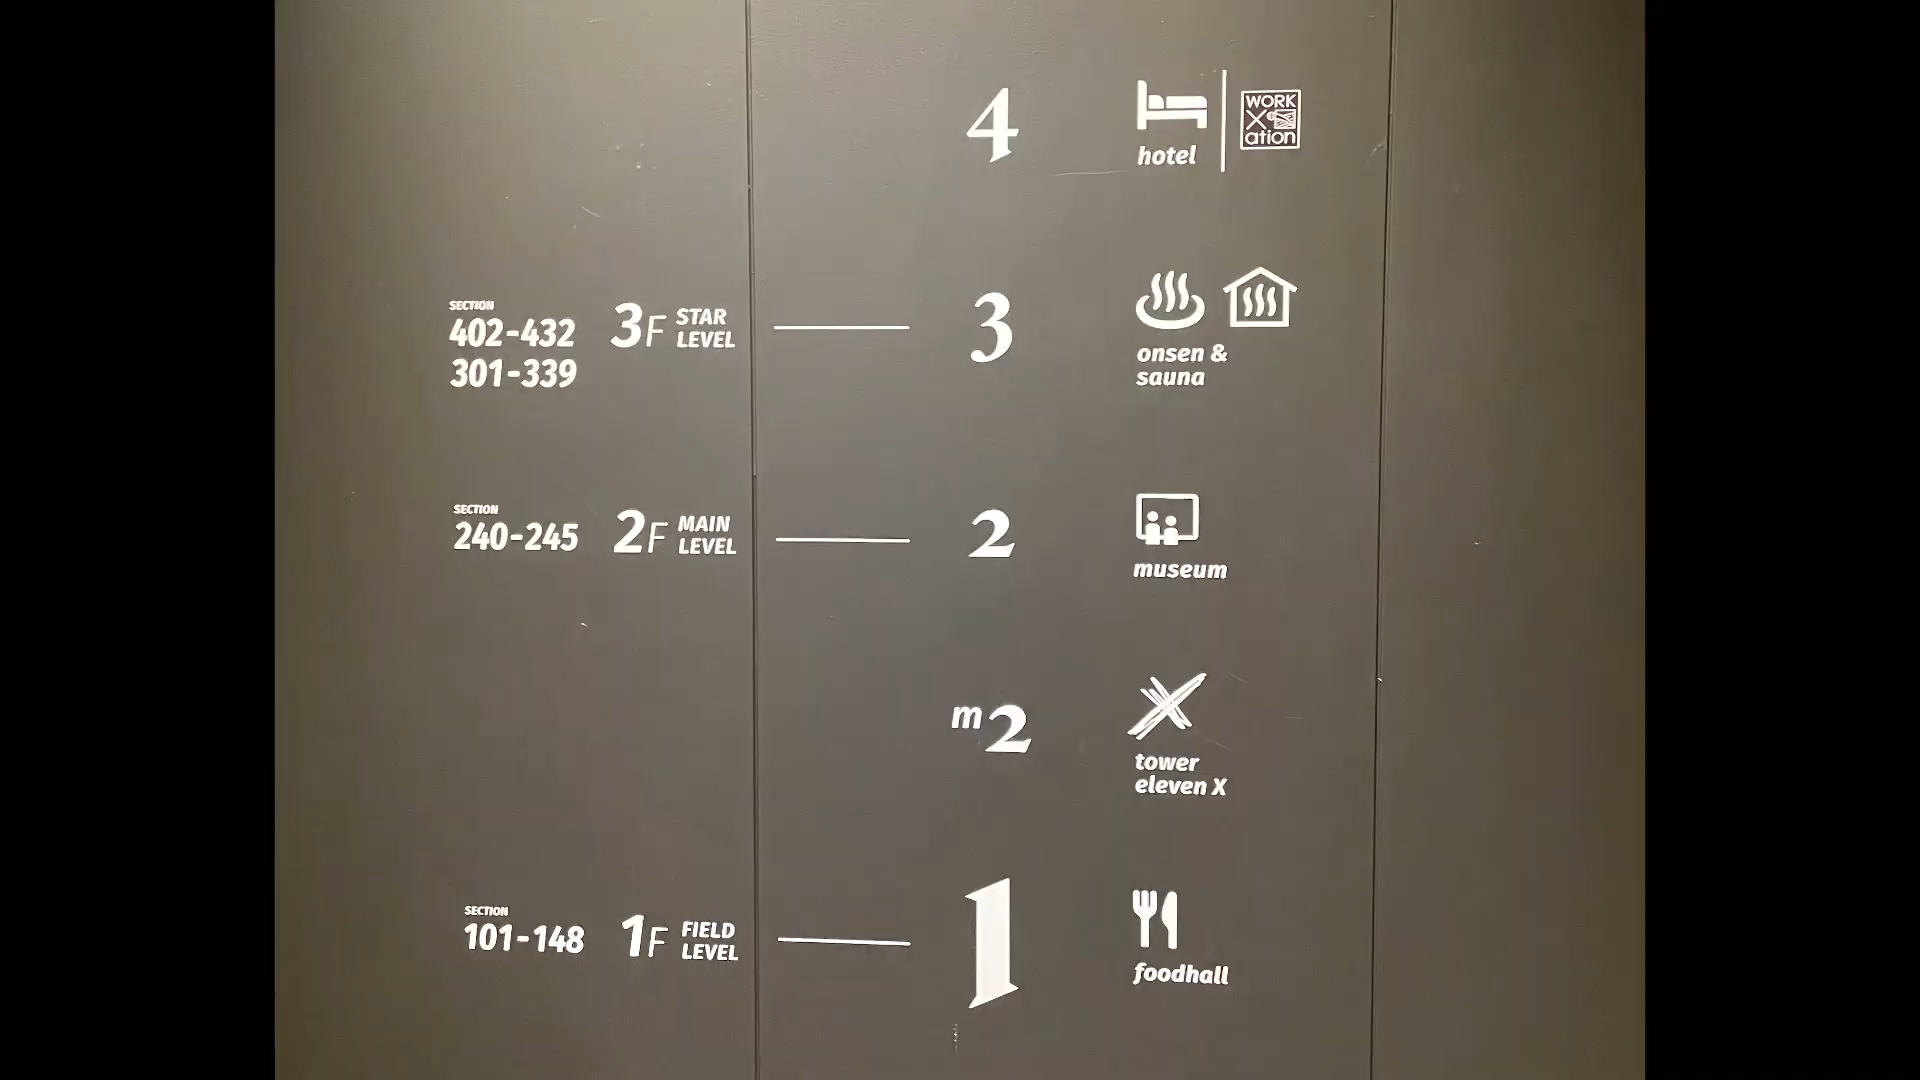 4
hotel
WORK
X
ation
SECTION
402-432
301-339
3F STAR
LEVEL
3
onsen &
sauna
SECTION
240-245
2F MAIN
LEVEL
2
museum
m2
tower
eleven X
SECTION
101-148
1F FIELD
LEVEL
1
foodhall